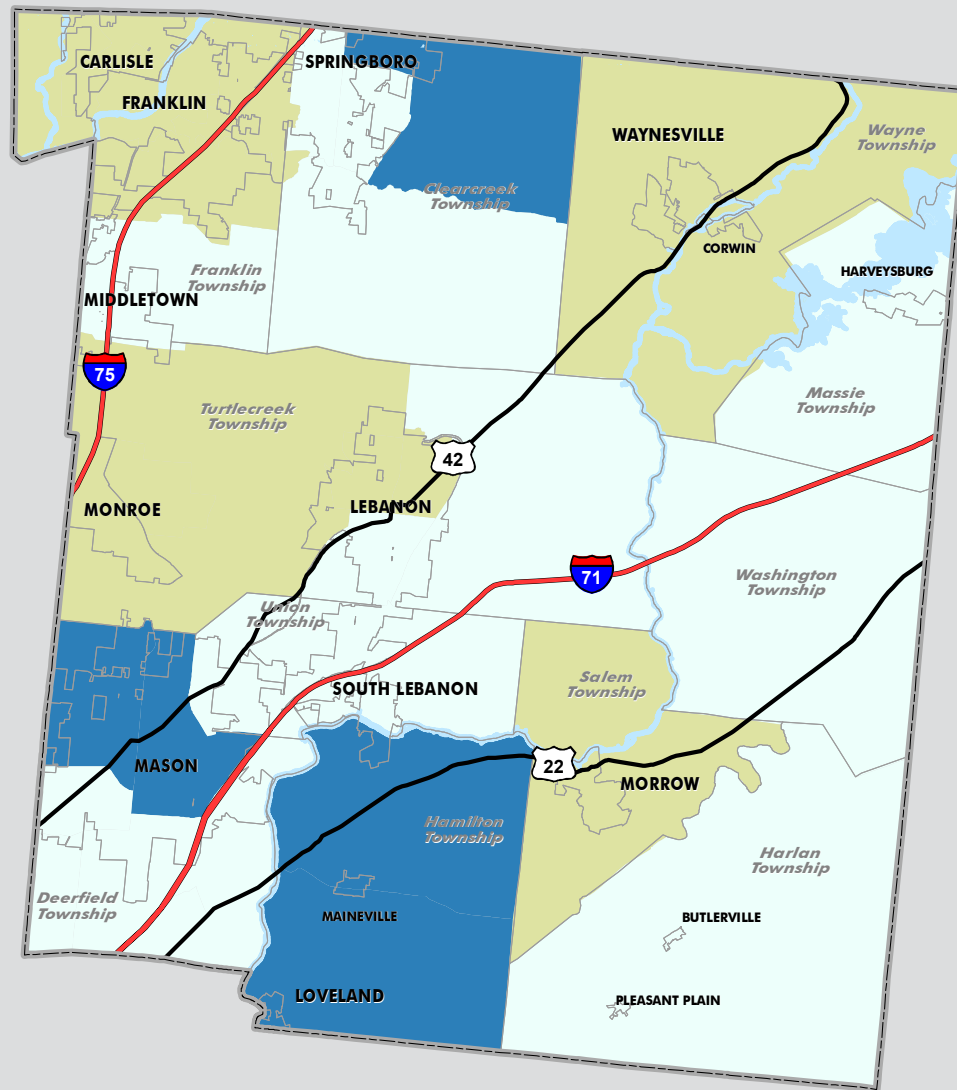 CARLISLE
SPRINGBORO
FRANKLIN
WAYNESVILLE
Wayne
Township
Clearcreek
Township
CORWIN
HARVEYSBURG
Franklin
Township
MIDDLETOWN
75
Massie
Township
Turtlecreek
Township
42
MONROE
LEBANON
71
Washington
Township
Union
Township
Salem
Township
SOUTH LEBANON
MASON
22
MORROW
Hamilton
Township
Harlan
Township
Deerfield
Township
MAINEVILLE
BUTLERVILLE
LOVELAND
PLEASANT PLAIN